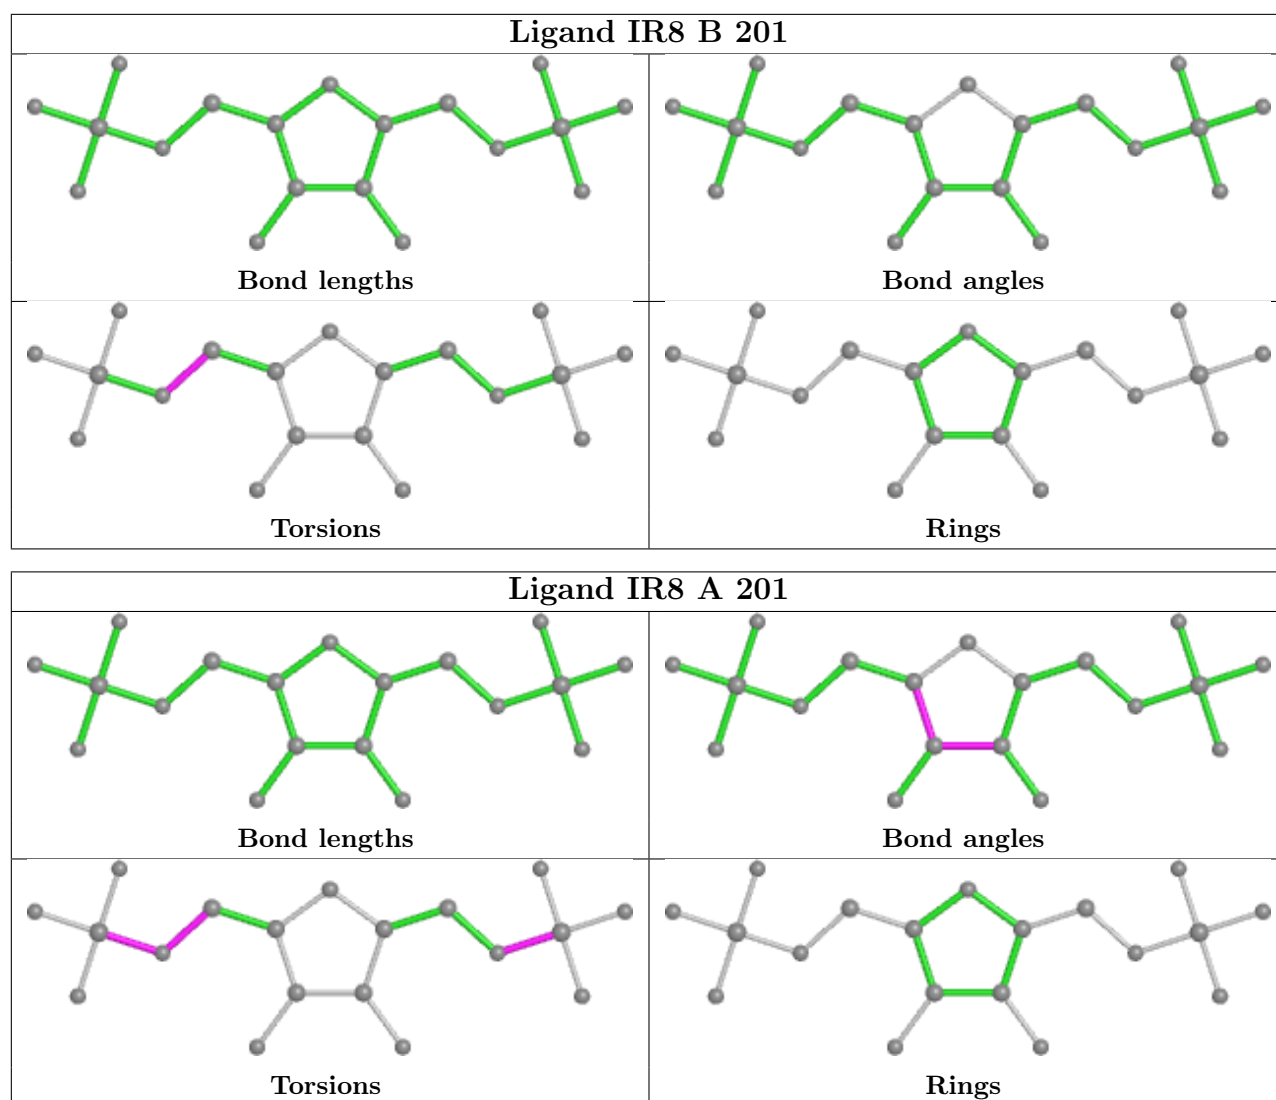 Ligand IR8 B 201
Bond lengths
Bond angles
Torsions
Rings
Ligand IR8 A 201
Bond lengths
Bond angles
Torsions
Rings